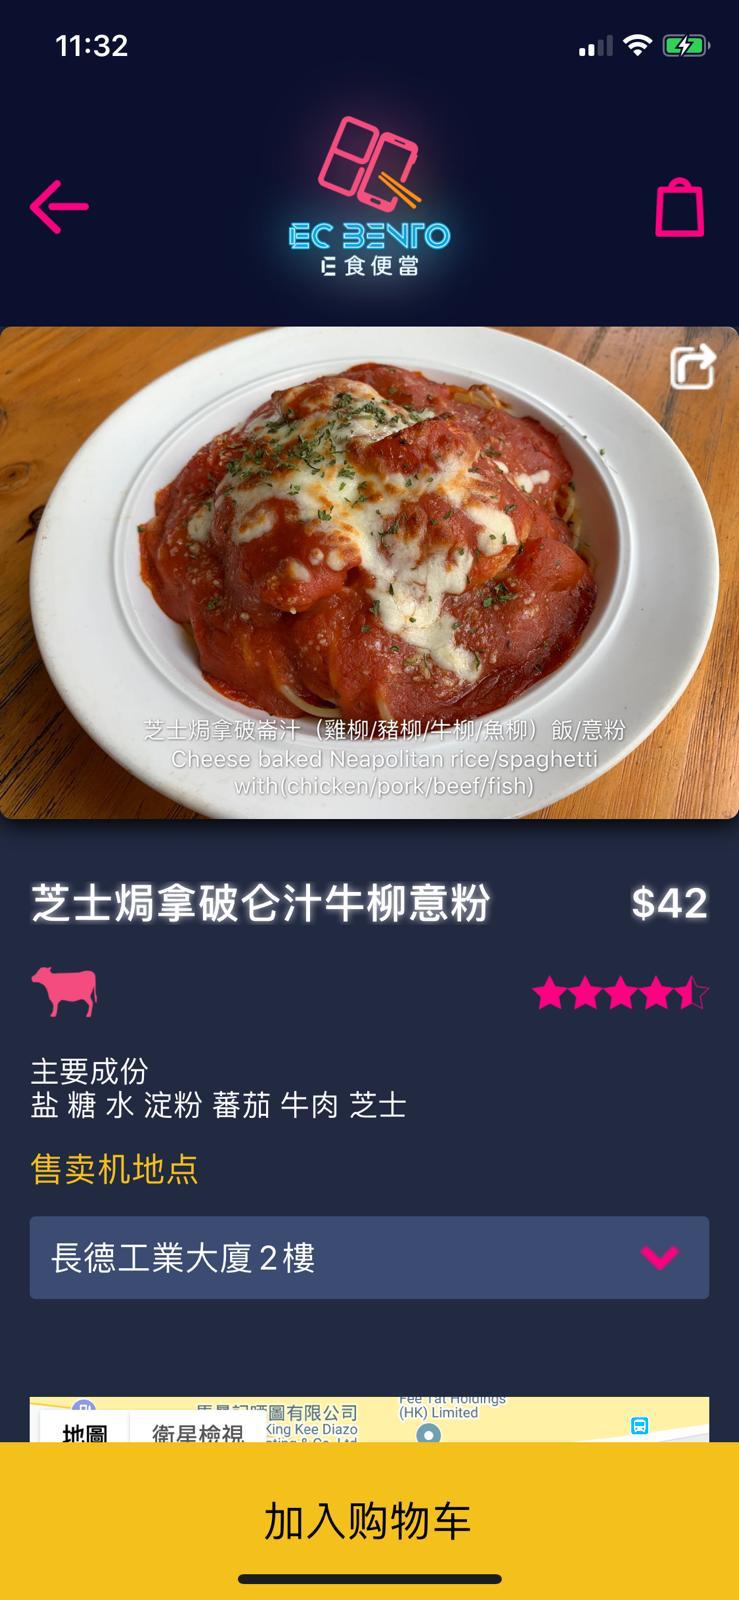 11:32
EC BENTO
E食便當
芝士焗拿破崙汁（雞柳/豬柳/牛柳/魚柳）飯/意粉
Cheese baked Neapolitan rice/spaghetti
with(chicken/pork/beef/fish)
芝士焗拿破仑汁牛柳意粉 $42
主要成份
盐 糖 水 淀粉 蕃茄 牛肉 芝士
售卖机地点
長德工業大廈2樓
Fee Tat Holdings
(HK) Limited
圖有限公司
King Kee Diazo
地圖 衛星檢視
加入购物车